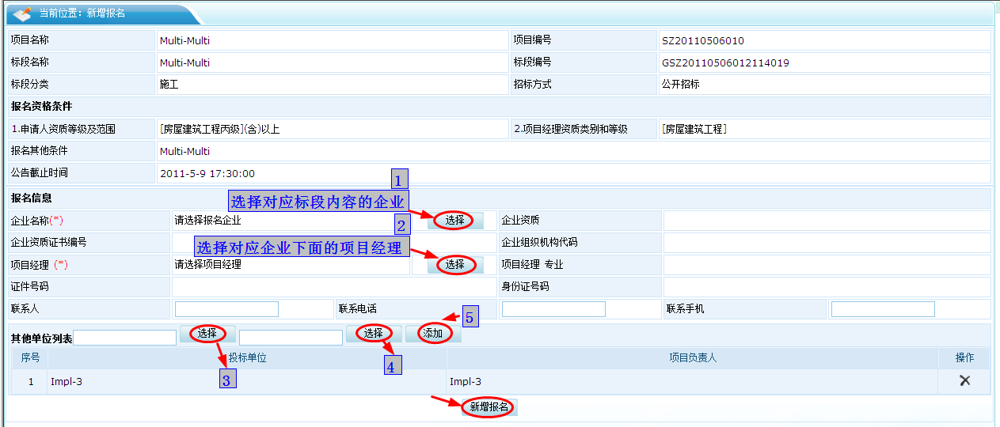 当前位置：新增报名
项目名称 Multi-Multi 项目编号 SZ20110506010
标段名称 Multi-Multi 标段编号 GSZ20110506012114019
标段分类 施工 招标方式 公开招标
报名资格条件
1.申请人资质等级及范围 [房屋建筑工程丙级](含)以上 2.项目经理资质类别和等级 [房屋建筑工程]
报名其他条件 Multi-Multi
公告截止时间 2011-5-9 17:30:00
1
报名信息
选择对应标段内容的企业
企业名称(*) 请选择报名企业 选择 企业资质
2
企业资质证书编号 企业组织机构代码
选择对应企业下面的项目经理
项目经理 (*) 请选择项目经理 选择 项目经理 专业
证件号码 身份证号码
联系人 联系电话 联系手机
5
其他单位列表 选择 选择 添加
序号 投标单位 项目负责人 操作
4
3
1 Impl-3 Impl-3
新增报名